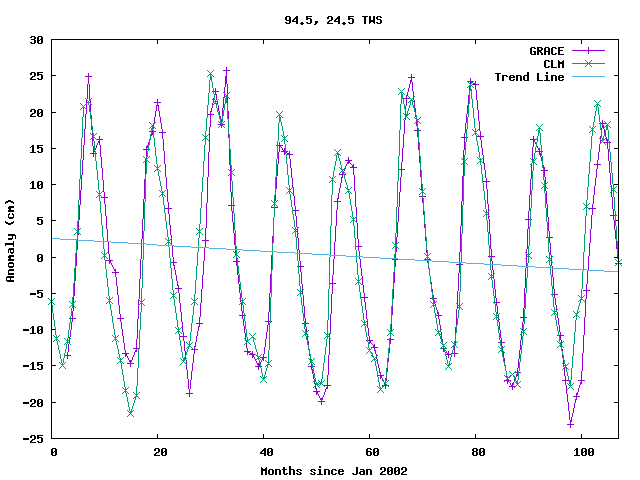 94.5, 24.5 TWS
GRACE
CLM
Trend Line
30
25
20
15
10
5
0
-5
-10
-15
-20
-25
Anomaly (cm)
0 20 40 60 80 100
Months since Jan 2002